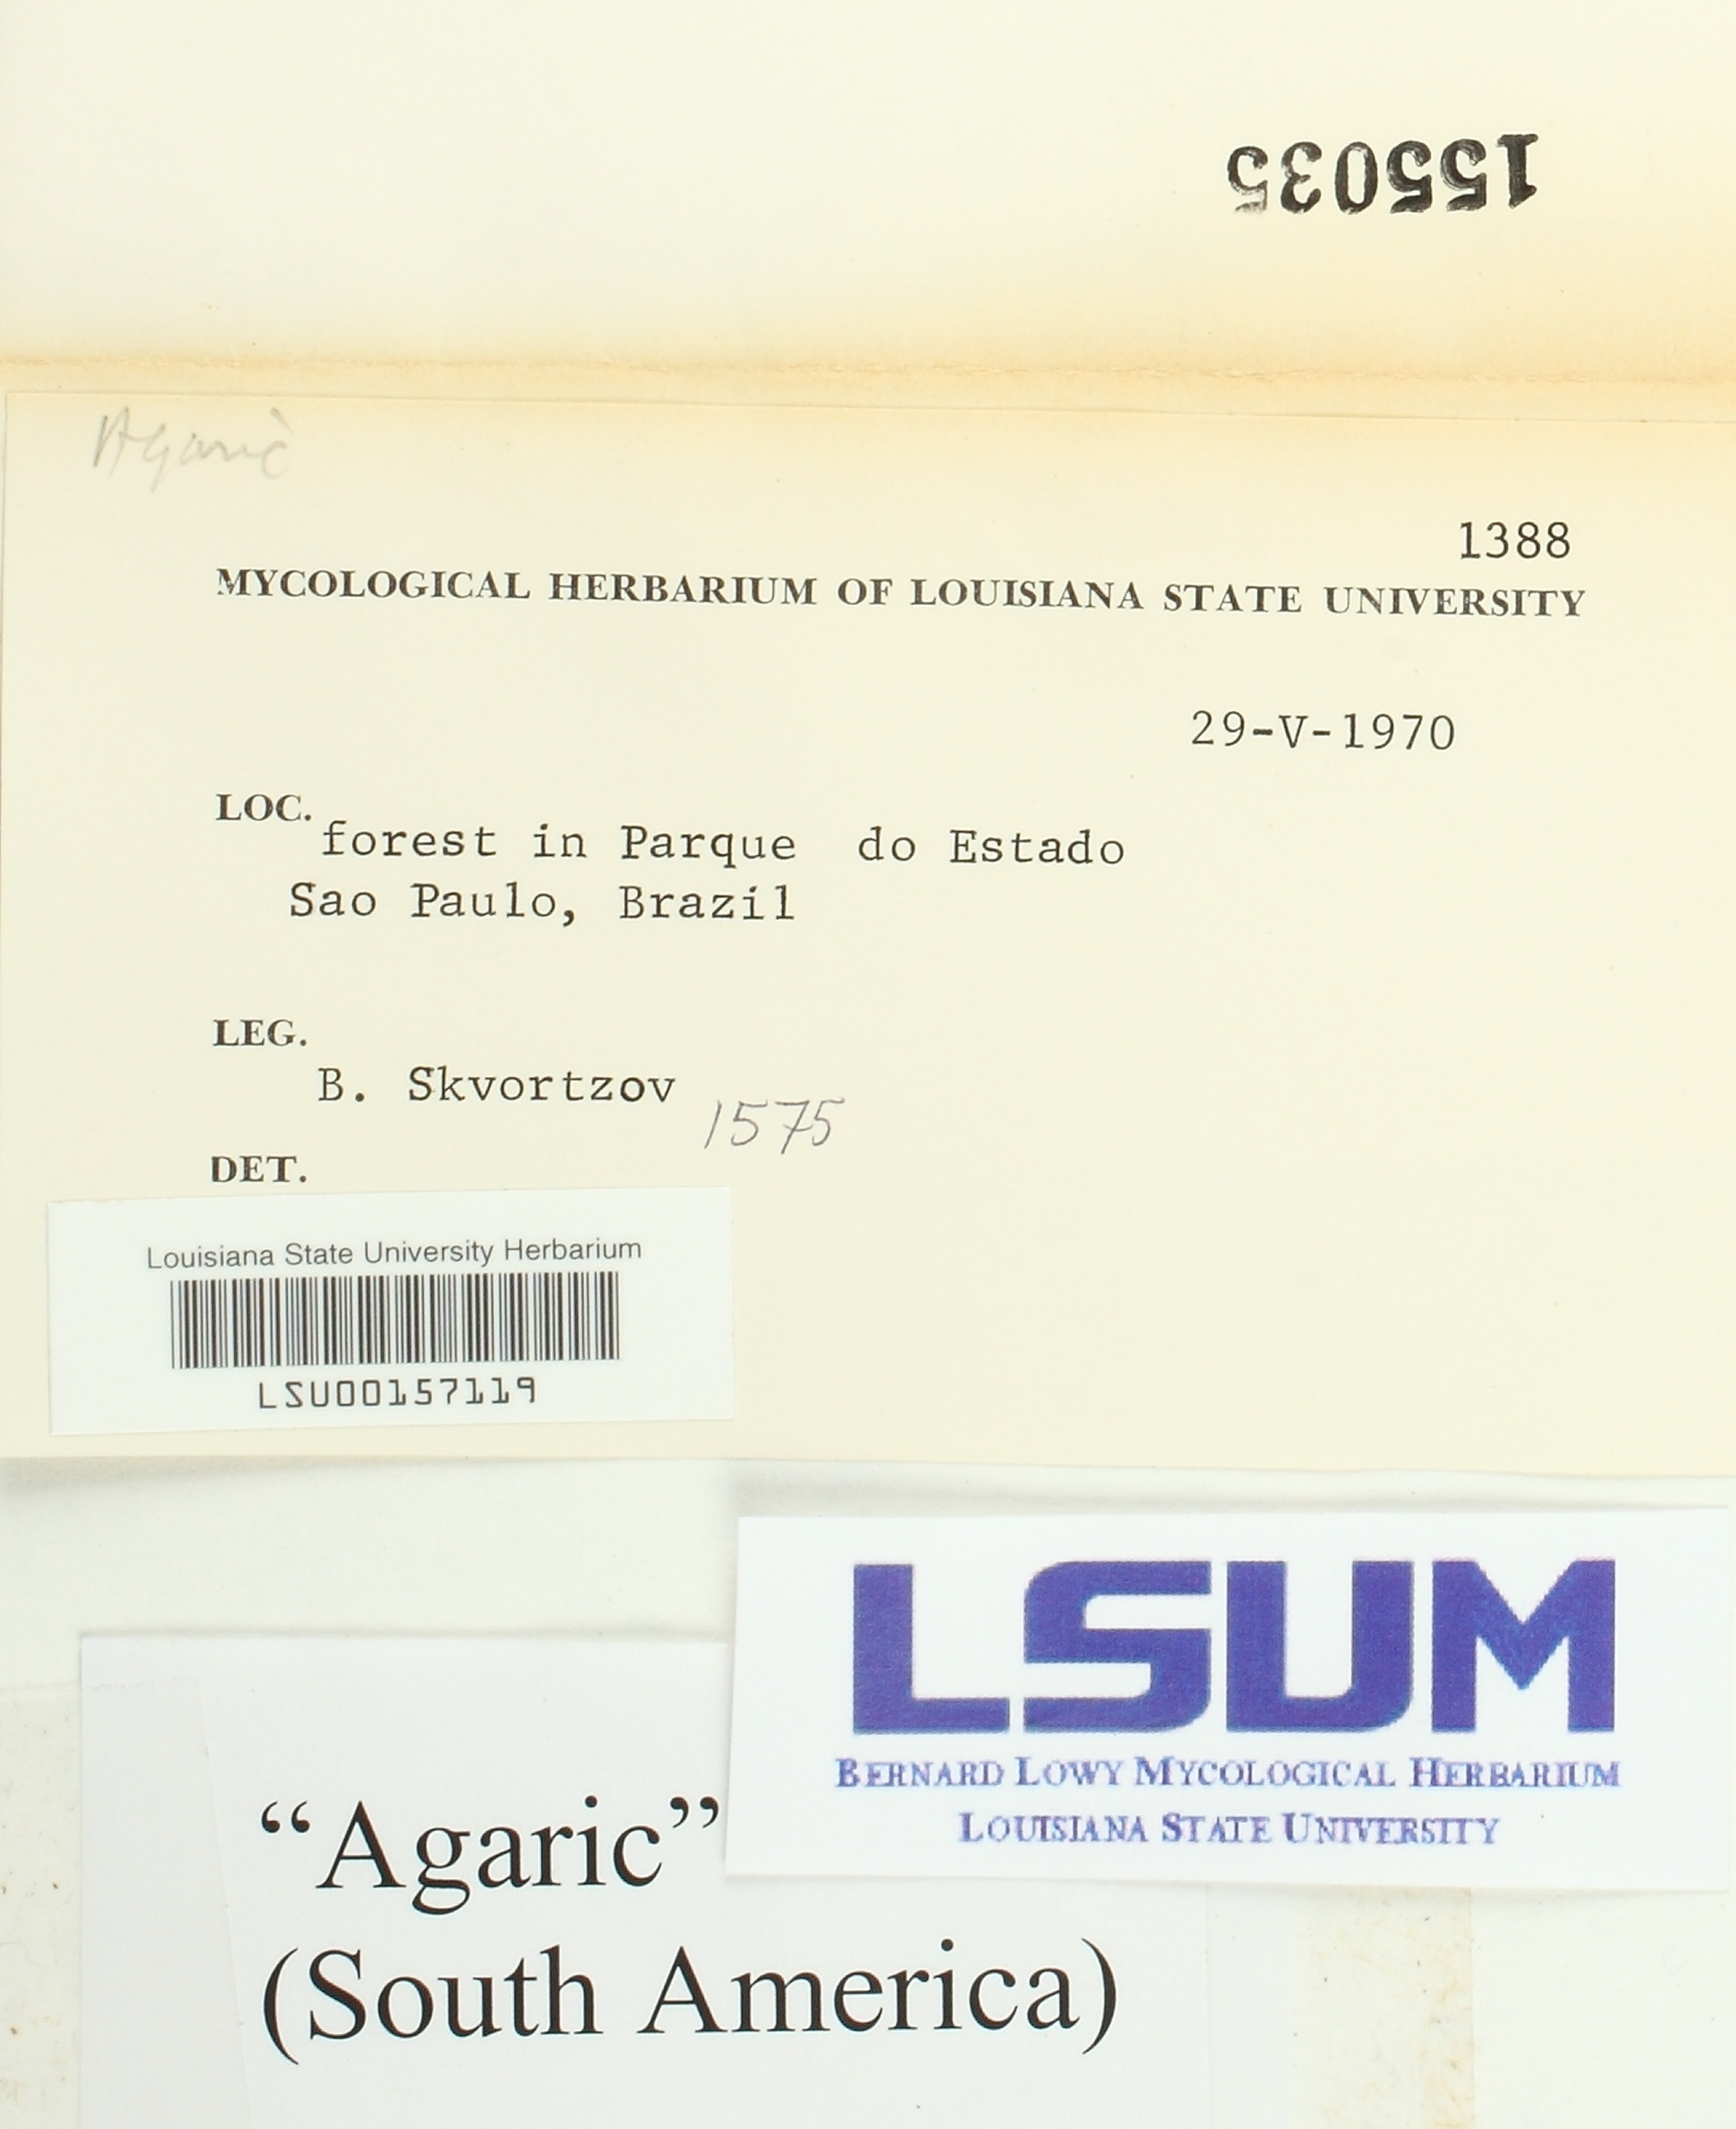 155035
Agaric
1388
MYCOLOGICAL HERBARIUM OF LOUISIANA STATE UNIVERSITY
29-V-1970
LOC.
forest in Parque do Estado
Sao Paulo, Brazil
LEG.
B. Skvortzov 1575
DET.
Louisiana State University Herbarium
LSU00157119
LSUM
BERNARD LOWY MYCOLOGICAL HERBARIUM
LOUISIANA STATE UNIVERSITY
“Agaric”
(South America)